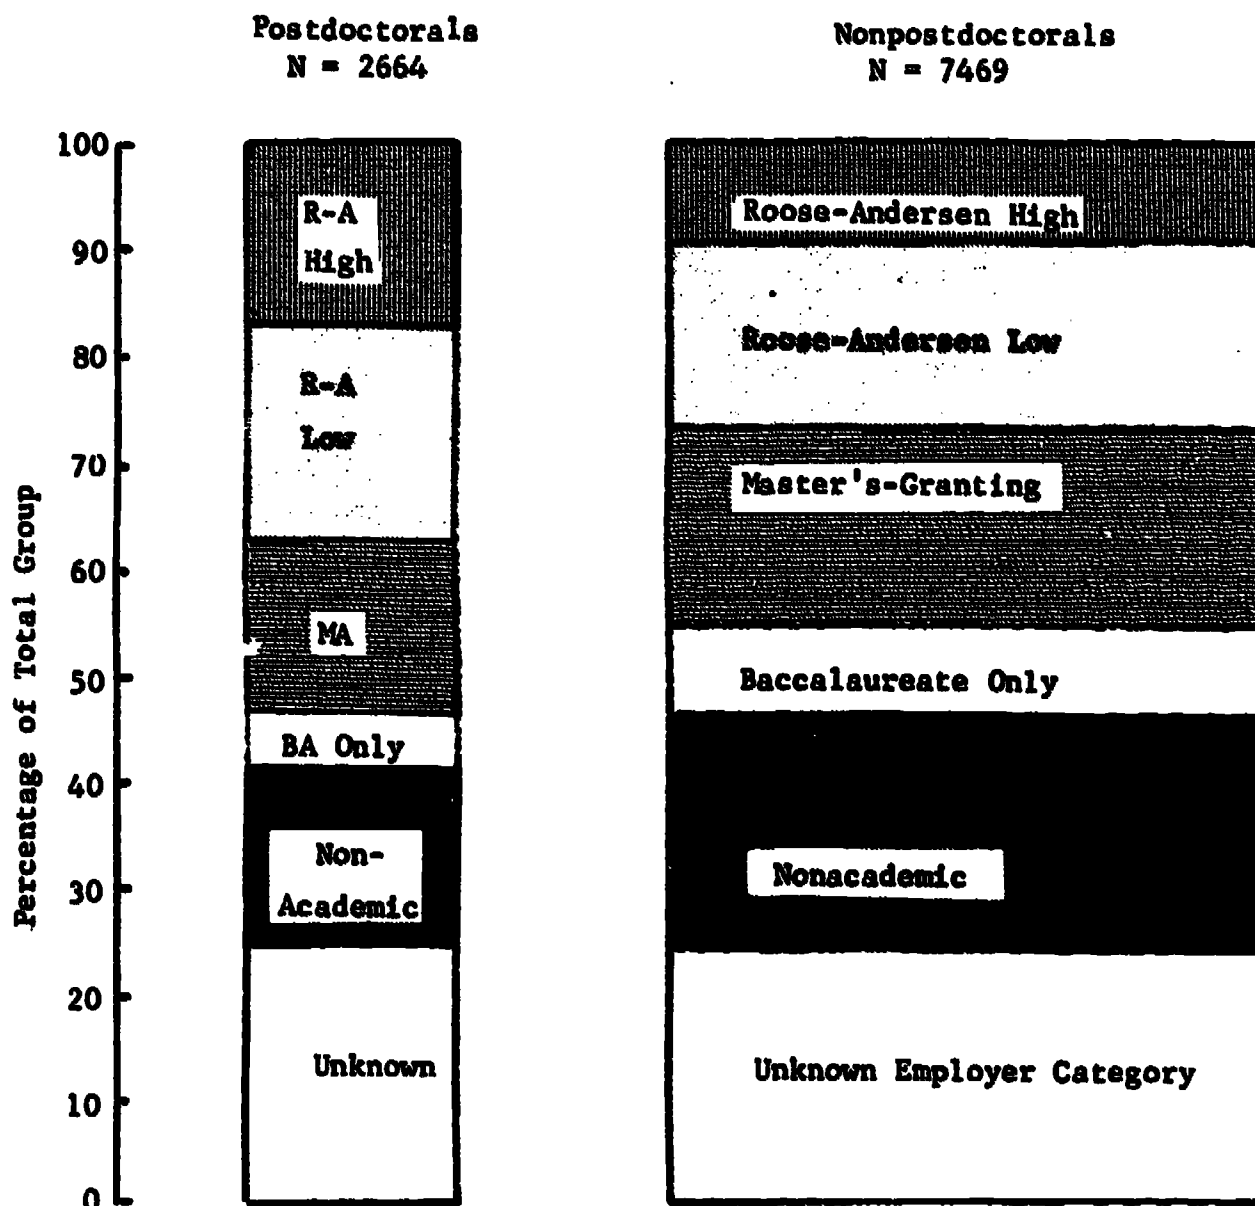 Postdoctorals
N = 2664
Nonpostdoctorals
N = 7469
Percentage of Total Group
100
90
80
70
60
50
40
30
20
10
0
R-A
High
R-A
Low
MA
BA Only
Non-
Academic
Unknown
Roose-Andersen High
Roose-Andersen Low
Master's-Granting
Baccalaureate Only
Nonacademic
Unknown Employer Category